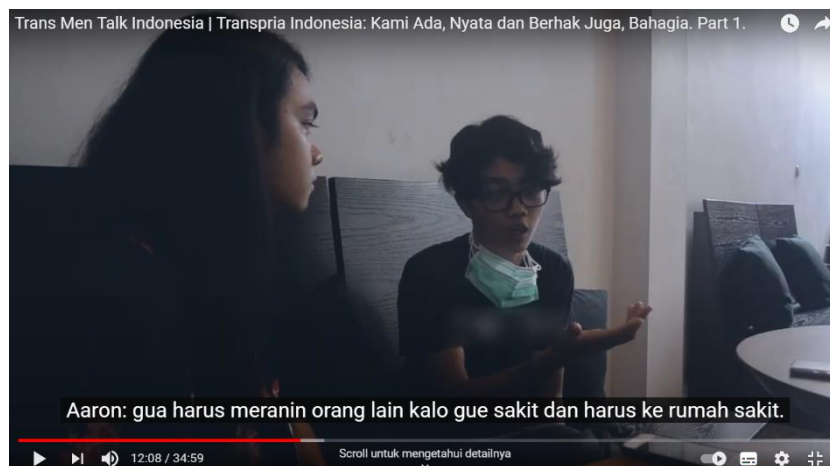 Trans Men Talk Indonesia | Transpria Indonesia: Kami Ada, Nyata dan Berhak Juga, Bahagia. Part 1.
Aaron: gua harus meranin orang lain kalo gue sakit dan harus ke rumah sakit.
12:08 / 34:59
Scroll untuk mengetahui detailnya